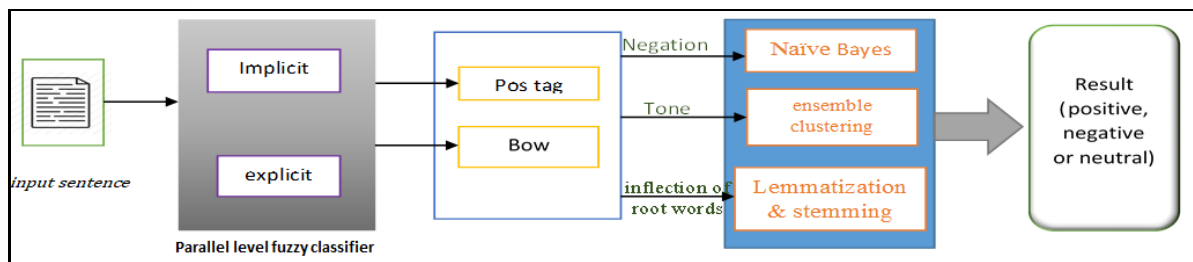 input sentence
Implicit
explicit
Parallel level fuzzy classifier
Pos tag
Bow
Negation
Tone
inflection of
root words
Naïve Bayes
ensemble
clustering
Lemmatization
& stemming
Result
(positive,
negative
or neutral)